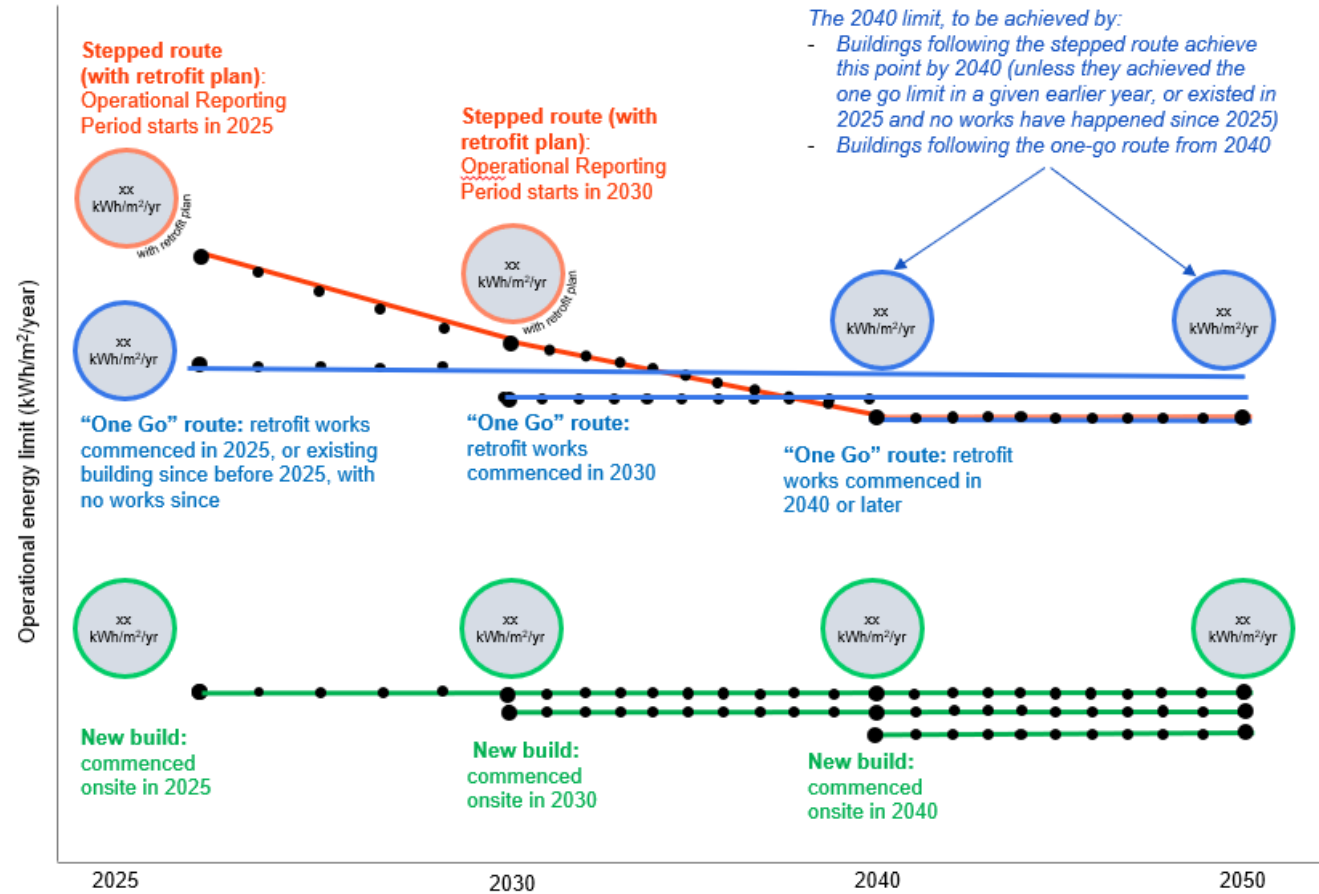 The 2040 limit, to be achieved by:
- Buildings following the stepped route achieve
this point by 2040 (unless they achieved the
one go limit in a given earlier year, or existed in
2025 and no works have happened since 2025)
- Buildings following the one-go route from 2040
Stepped route
(with retrofit plan):
Operational Reporting
Period starts in 2025
Stepped route (with
retrofit plan):
Operational Reporting
Period starts in 2030
xx
kWh/m²/yr
with retrofit plan
xx
kWh/m²/yr
with retrofit plan
xx
kWh/m²/yr
xx
kWh/m²/yr
xx
kWh/m²/yr
"One Go" route: retrofit works
commenced in 2025, or existing
building since before 2025, with
no works since
"One Go" route:
retrofit works
commenced in 2030
"One Go" route: retrofit
works commenced in
2040 or later
xx
kWh/m²/yr
xx
kWh/m²/yr
xx
kWh/m²/yr
xx
kWh/m²/yr
New build:
commenced
onsite in 2025
New build:
commenced
onsite in 2030
New build:
commenced
onsite in 2040
Operational energy limit (kWh/m²/year)
2025
2030
2040
2050